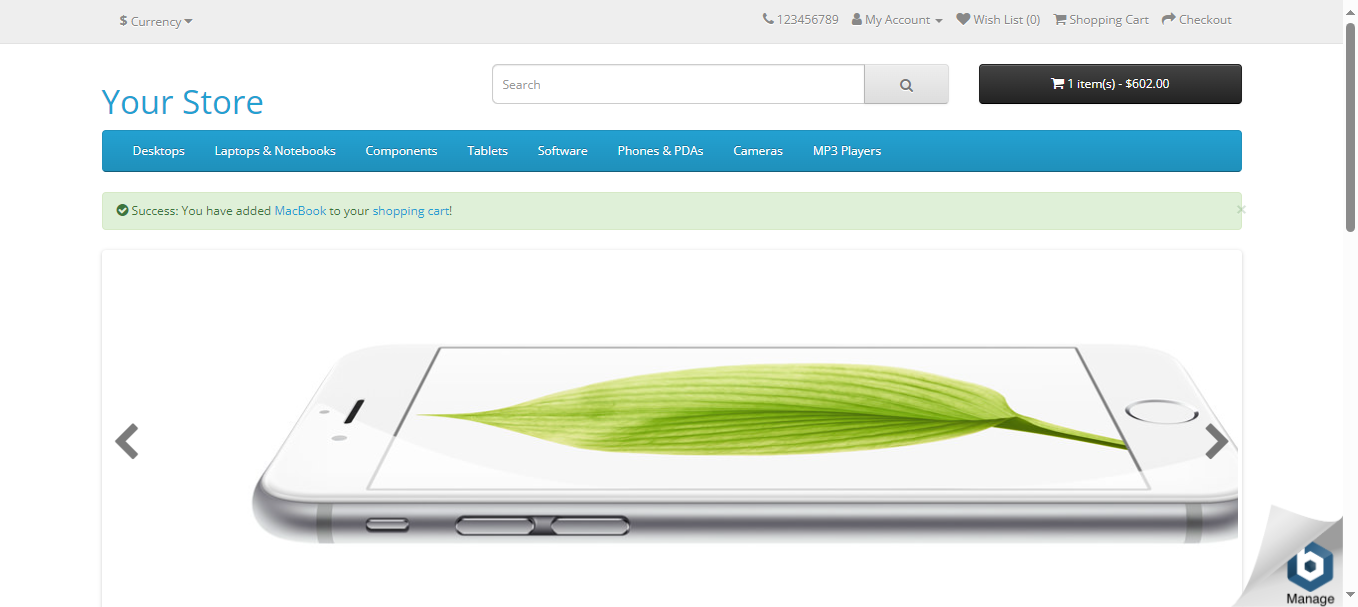 $ Currency
123456789 My Account Wish List (0) Shopping Cart Checkout
Your Store
Search
1 item(s) - $602.00
Desktops Laptops & Notebooks Components Tablets Software Phones & PDAs Cameras MP3 Players
Success: You have added MacBook to your shopping cart!
×
b
Manage